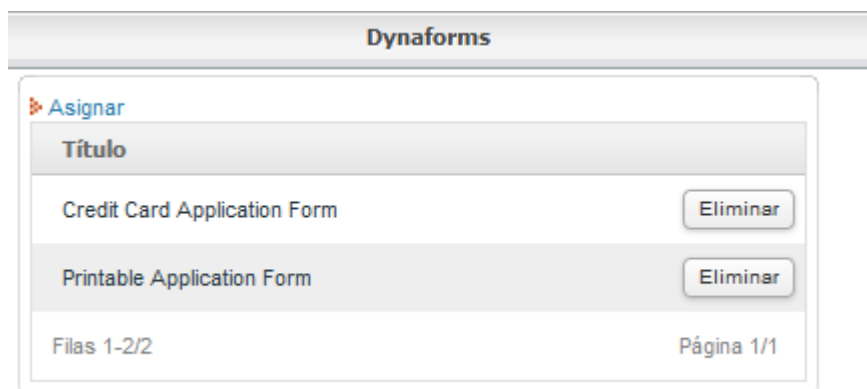 Dynaforms
Asignar
Título
Credit Card Application Form Eliminar
Printable Application Form Eliminar
Filas 1-2/2 Página 1/1